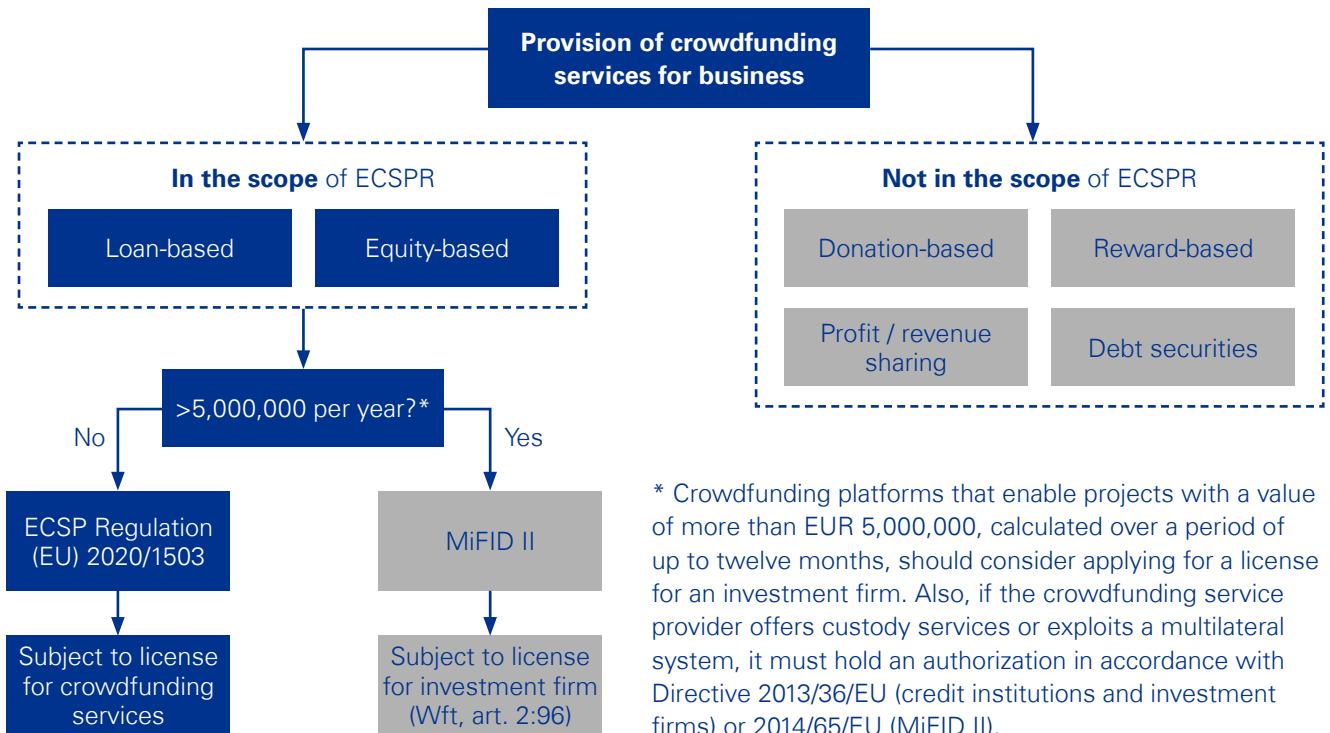 Provision of crowdfunding
services for business
In the scope of ECSPR
Loan-based
Equity-based
Not in the scope of ECSPR
Donation-based
Reward-based
Profit / revenue
sharing
Debt securities
>5,000,000 per year?*
No
Yes
ECSP Regulation
(EU) 2020/1503
MiFID II
Subject to license
for crowdfunding
services
Subject to license
for investment firm
(Wft, art. 2:96)
* Crowdfunding platforms that enable projects with a value
of more than EUR 5,000,000, calculated over a period of
up to twelve months, should consider applying for a license
for an investment firm. Also, if the crowdfunding service
provider offers custody services or exploits a multilateral
system, it must hold an authorization in accordance with
Directive 2013/36/EU (credit institutions and investment
firms) or 2014/65/EU (MiFID II).